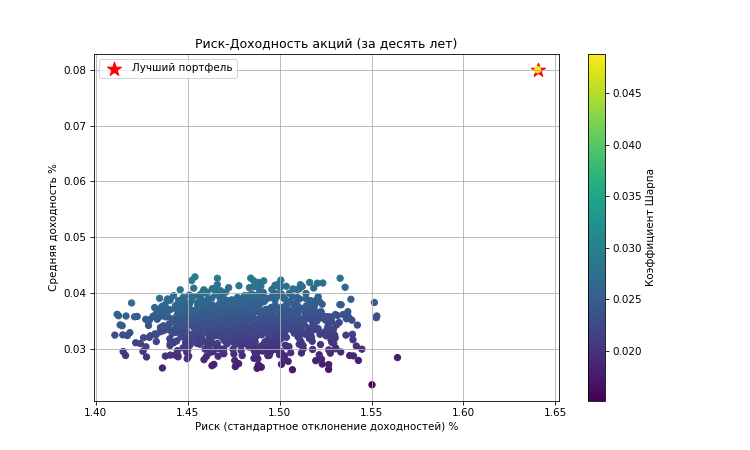 Риск-Доходность акций (за десять лет)
Лучший портфель
0.08
0.07
0.06
0.05
0.04
0.03
Средняя доходность %
1.40 1.45 1.50 1.55 1.60 1.65
Риск (стандартное отклонение доходностей) %
0.045
0.040
0.035
0.030
0.025
0.020
Коэффициент Шарпа